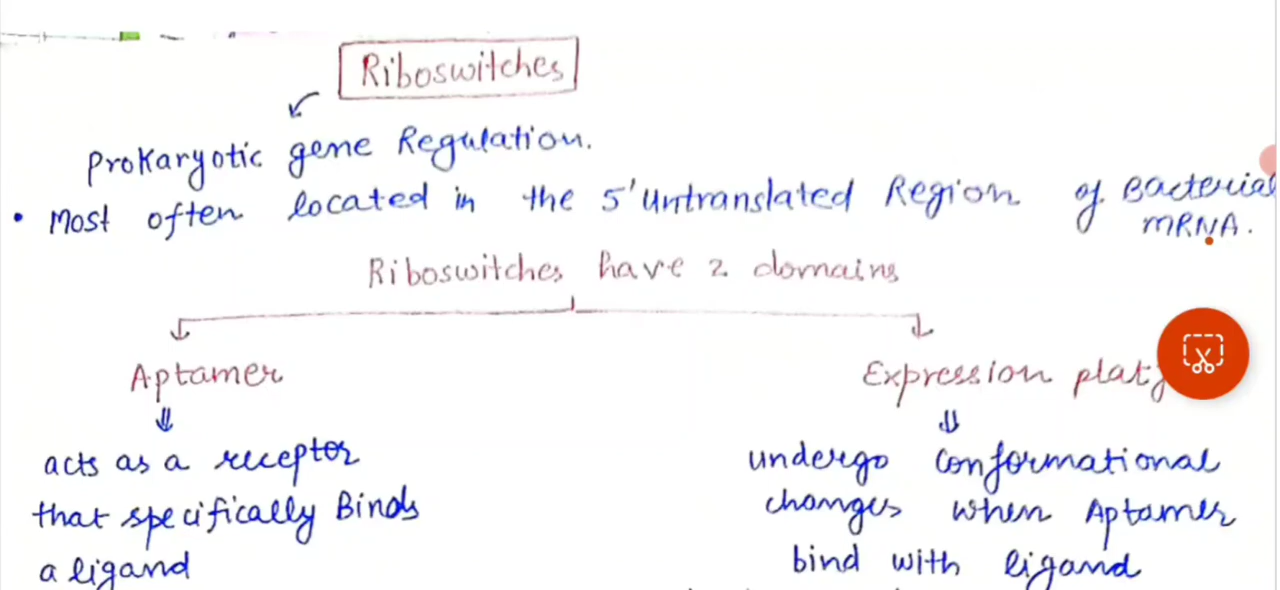 Riboswitches
Prokaryotic gene Regulation.
• Most often located in the 5' Untranslated Region of Bacterial
mRNA.
Riboswitches have 2 domains
Aptamer
Expression
acts as a receptor
that specifically Binds
a ligand
undergo conformational
changes when Aptamer
bind with ligand